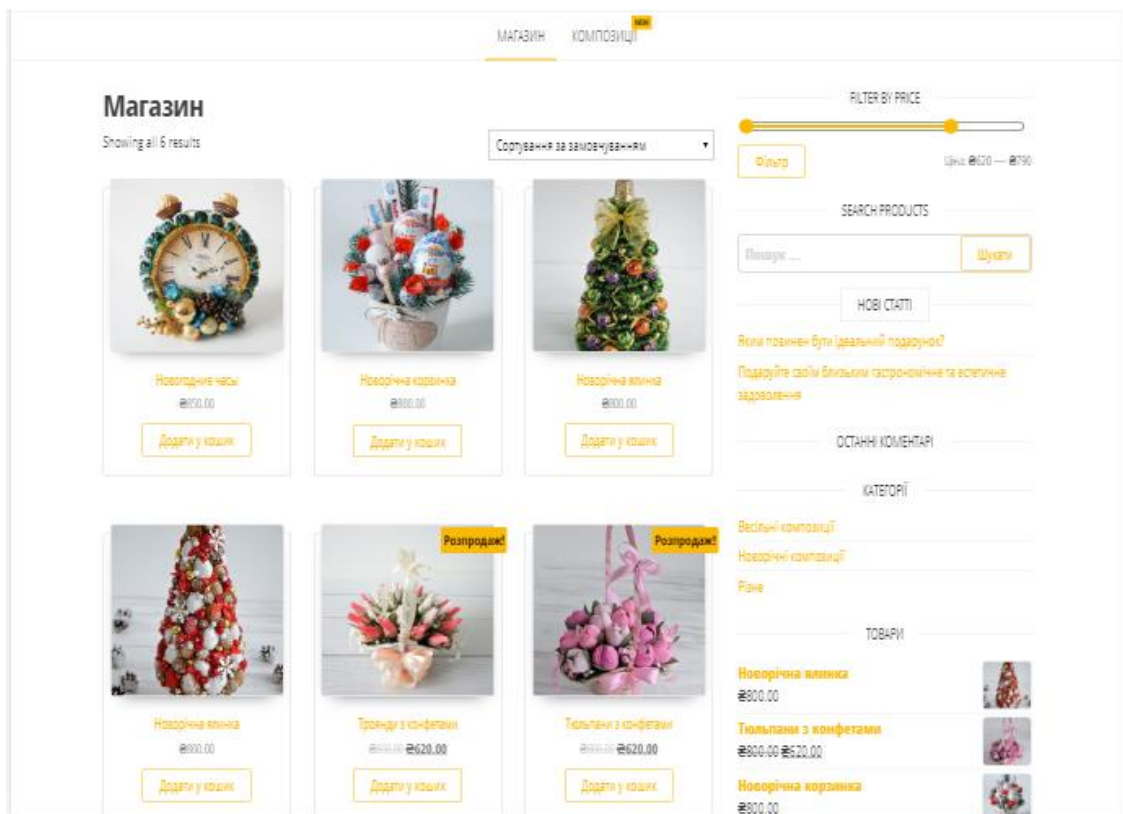 МАГАЗИН КОМПОЗИЦІЇ NEW
Магазин
Showing all 6 results
Сортування за замовчуванням
Новогодние часы
₴850.00
Додати у кошик
Новорічна корзинка
₴800.00
Додати у кошик
Новорічна ялинка
₴800.00
Додати у кошик
Новорічна ялинка
₴800.00
Додати у кошик
Розпродаж!
Троянди з конфетами
₴620.00
Додати у кошик
Розпродаж!
Тюльпани з конфетами
₴800.00 ₴620.00
Додати у кошик
FILTER BY PRICE
Фільтр
Ціна: ₴620 — ₴790
SEARCH PRODUCTS
Пошук …
Шукати
НОВІ СТАТТІ
Яким повинен бути ідеальний подарунок?
Подаруйте своїм близьким гастрономічне та естетичне
задоволення
ОСТАННІ КОМЕНТАРІ
КАТЕГОРІЇ
Весільні композиції
Новорічні композиції
Різне
ТОВАРИ
Новорічна ялинка
₴800.00
Тюльпани з конфетами
₴800.00 ₴620.00
Новорічна корзинка
₴800.00